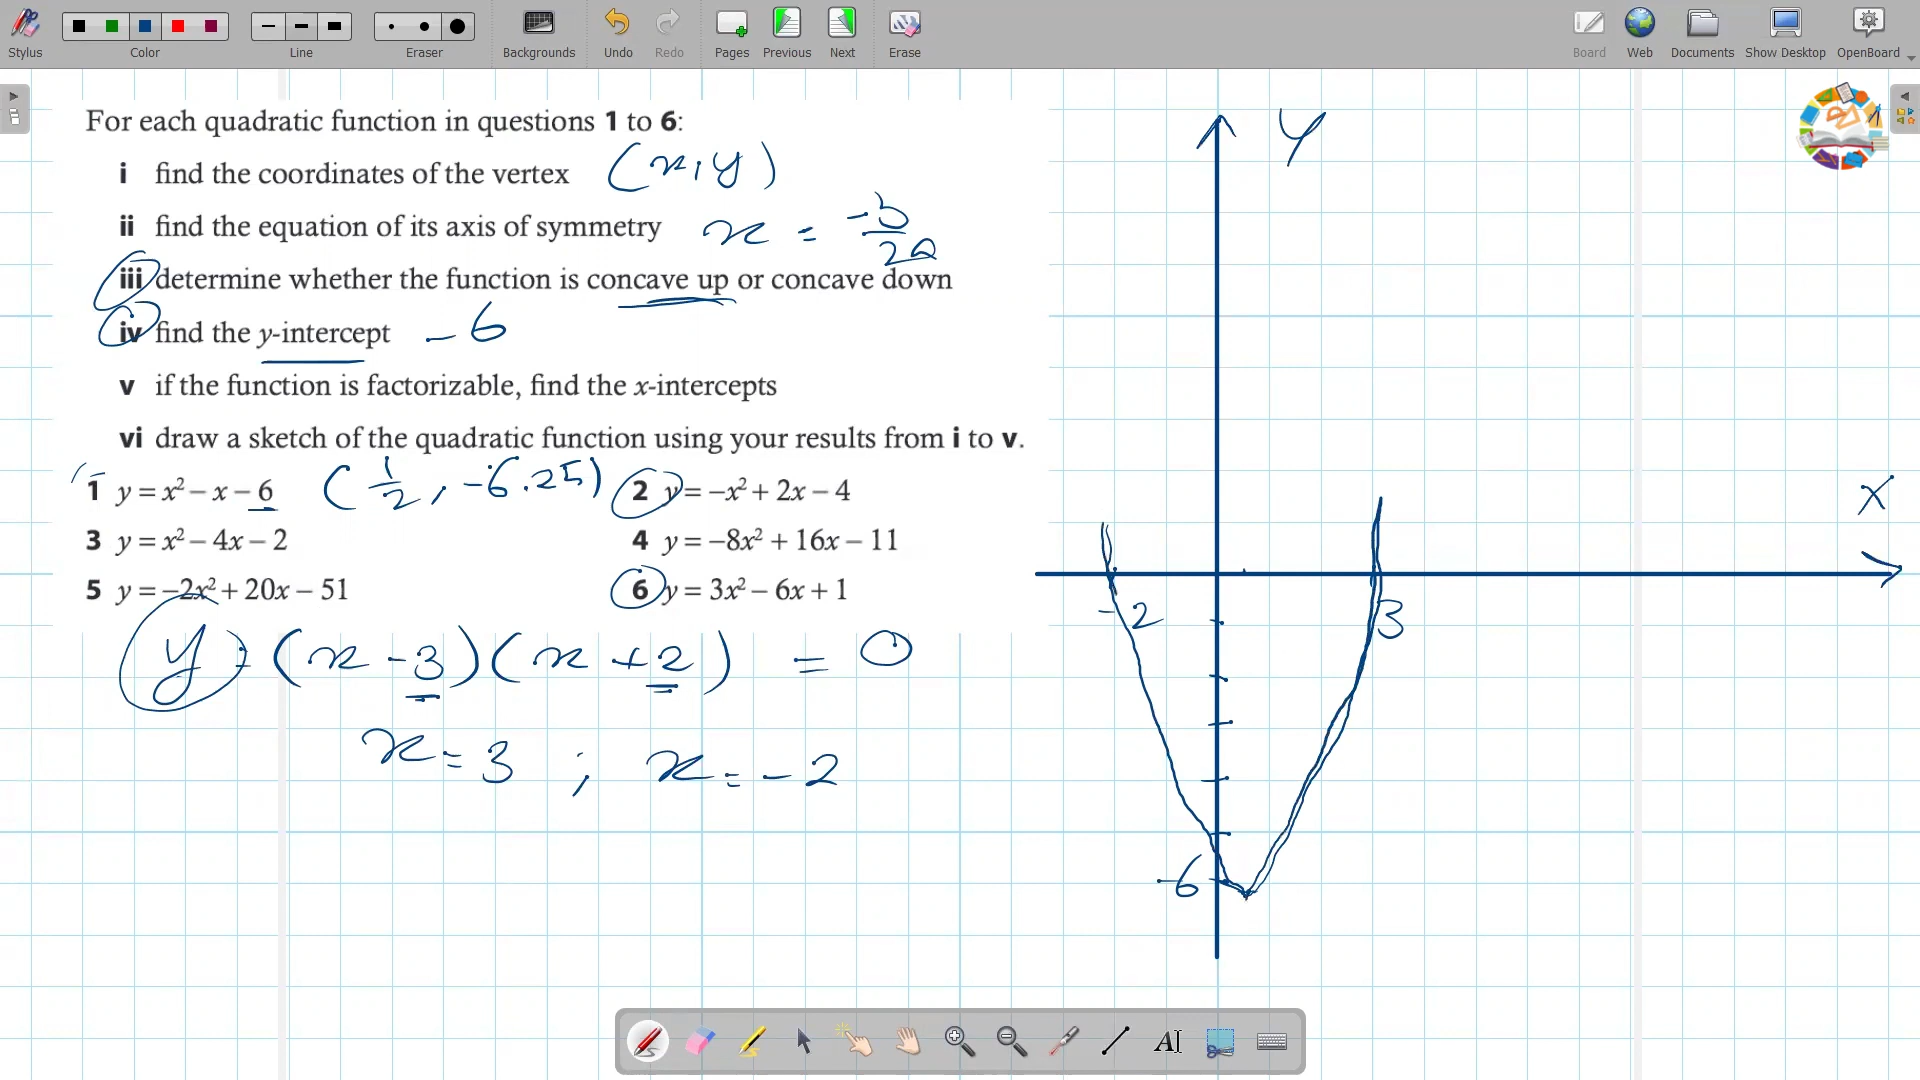 Stylus Color Line Eraser Backgrounds Undo Redo Pages Previous Next Erase Board Web Documents Show Desktop OpenBoard
For each quadratic function in questions 1 to 6:
i find the coordinates of the vertex (x, y)
ii find the equation of its axis of symmetry x = -b/2a
iii determine whether the function is concave up or concave down
iv find the y-intercept - 6
v if the function is factorizable, find the x-intercepts
vi draw a sketch of the quadratic function using your results from i to v.
1 y = x² – x – 6 (1/2, -6.25) 2 y = –x² + 2x – 4
3 y = x² – 4x – 2 4 y = –8x² + 16x – 11
5 y = –2x² + 20x – 51 6 y = 3x² – 6x + 1
y = (x - 3)(x + 2) = 0
x = 3 ; x = - 2
y
x
-2 3
-6